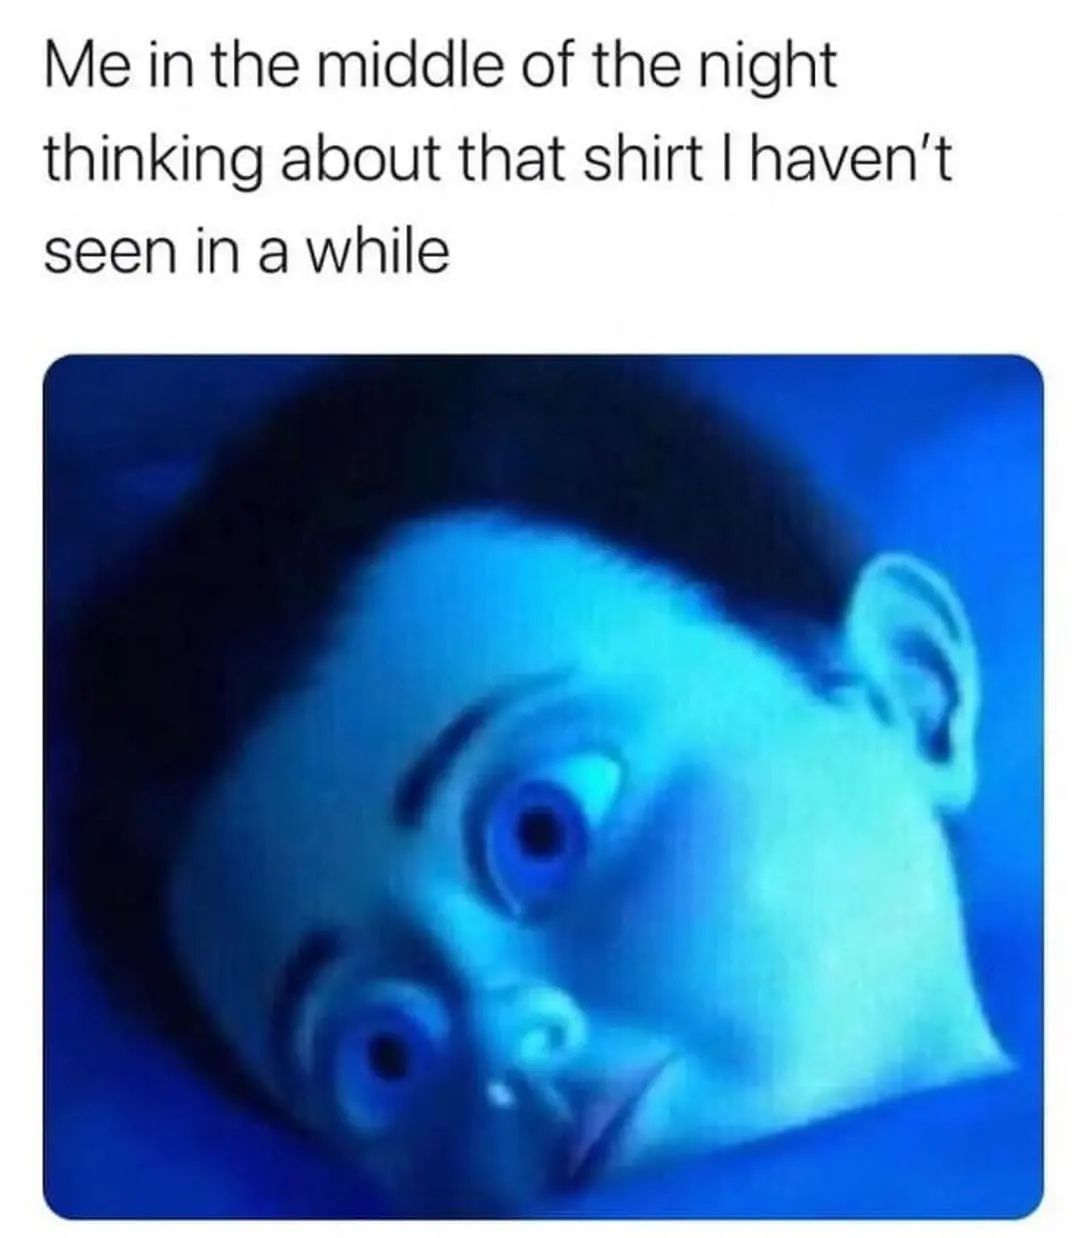 Me in the middle of the night
thinking about that shirt I haven't
seen in a while